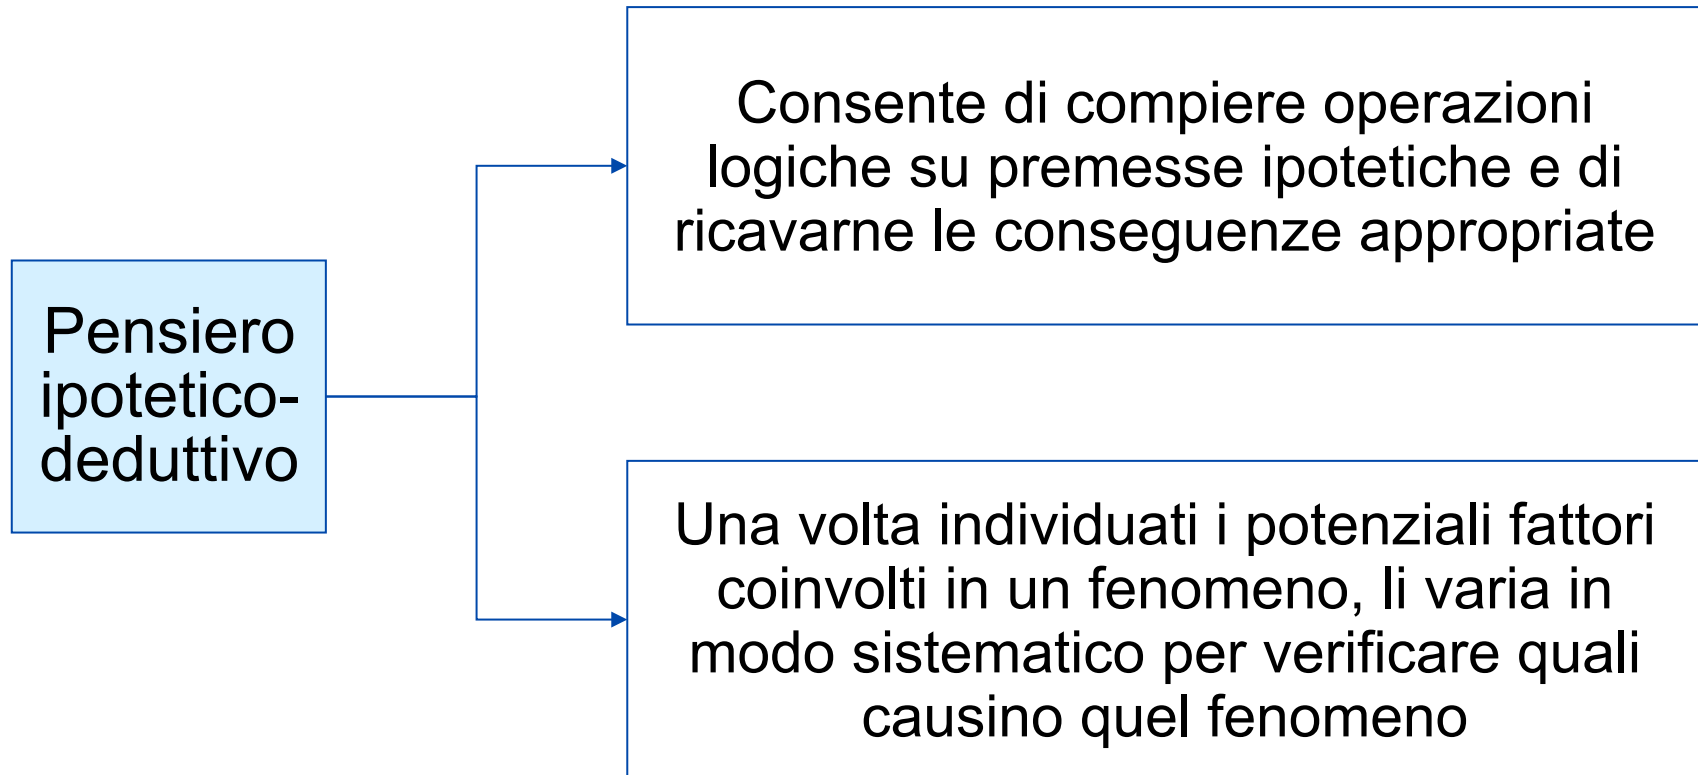 Pensiero
ipotetico-
deduttivo
Consente di compiere operazioni
logiche su premesse ipotetiche e di
ricavarne le conseguenze appropriate
Una volta individuati i potenziali fattori
coinvolti in un fenomeno, li varia in
modo sistematico per verificare quali
causino quel fenomeno